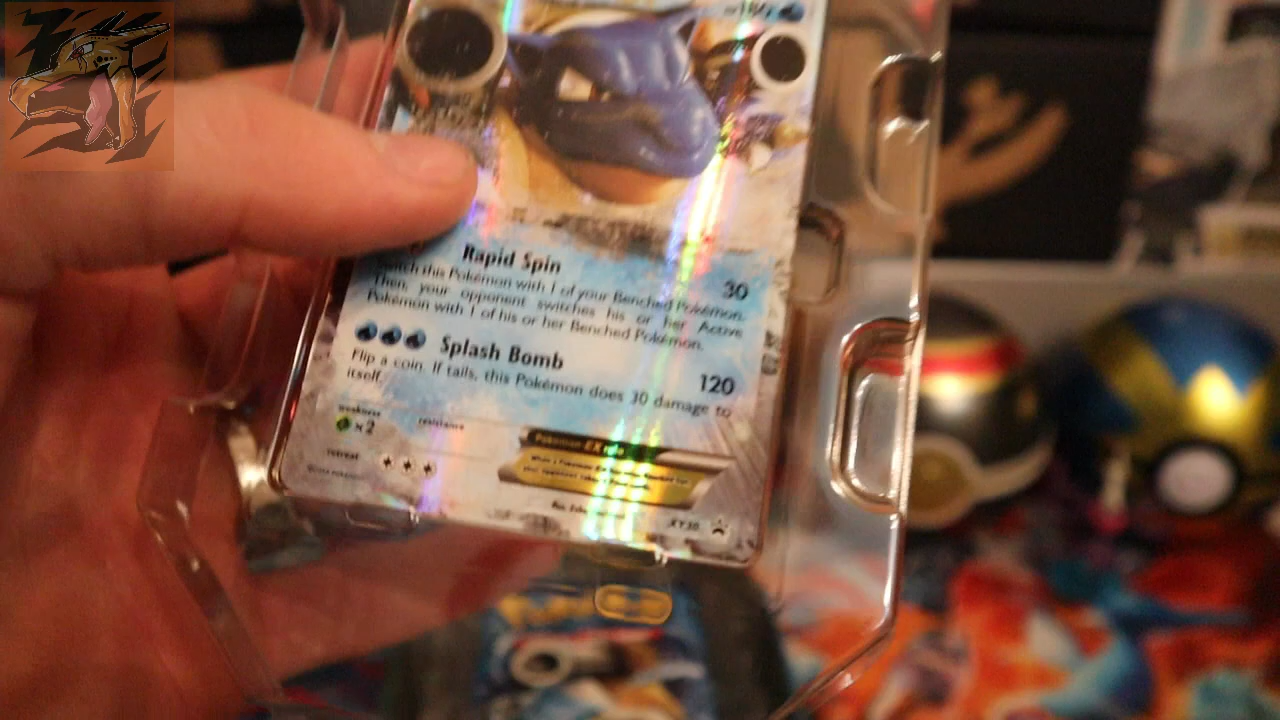 180
Rapid Spin
30
this Pokémon with 1 of your Benched Pokémon.
Then, your opponent switches his or her Active
Pokémon with 1 of his or her Benched Pokémon.
Splash Bomb
120
Flip a coin. If tails, this Pokémon does 30 damage to
itself.
weakness
×2
resistance
retreat
Pokémon EX rule
XY30